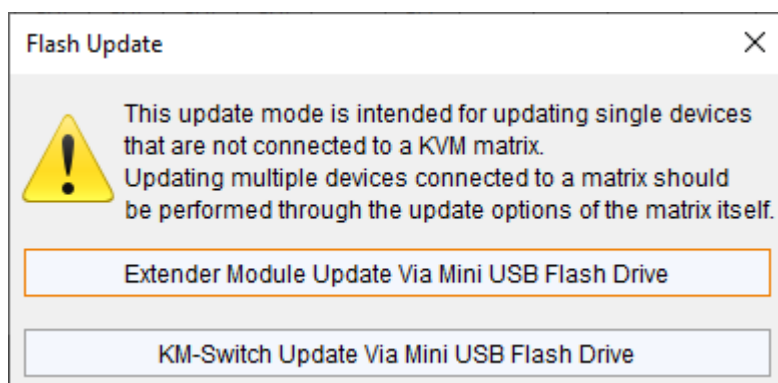 Flash Update
This update mode is intended for updating single devices
that are not connected to a KVM matrix.
Updating multiple devices connected to a matrix should
be performed through the update options of the matrix itself.
Extender Module Update Via Mini USB Flash Drive
KM-Switch Update Via Mini USB Flash Drive